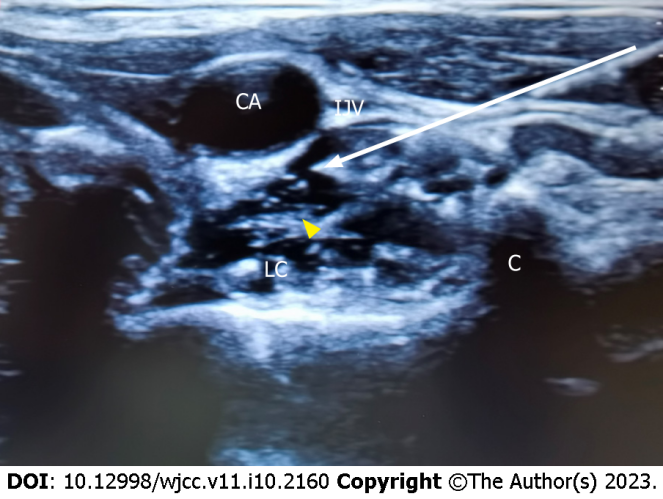 CA
IJV
LC
C
DOI: 10.12998/wjcc.v11.i10.2160 Copyright ©The Author(s) 2023.